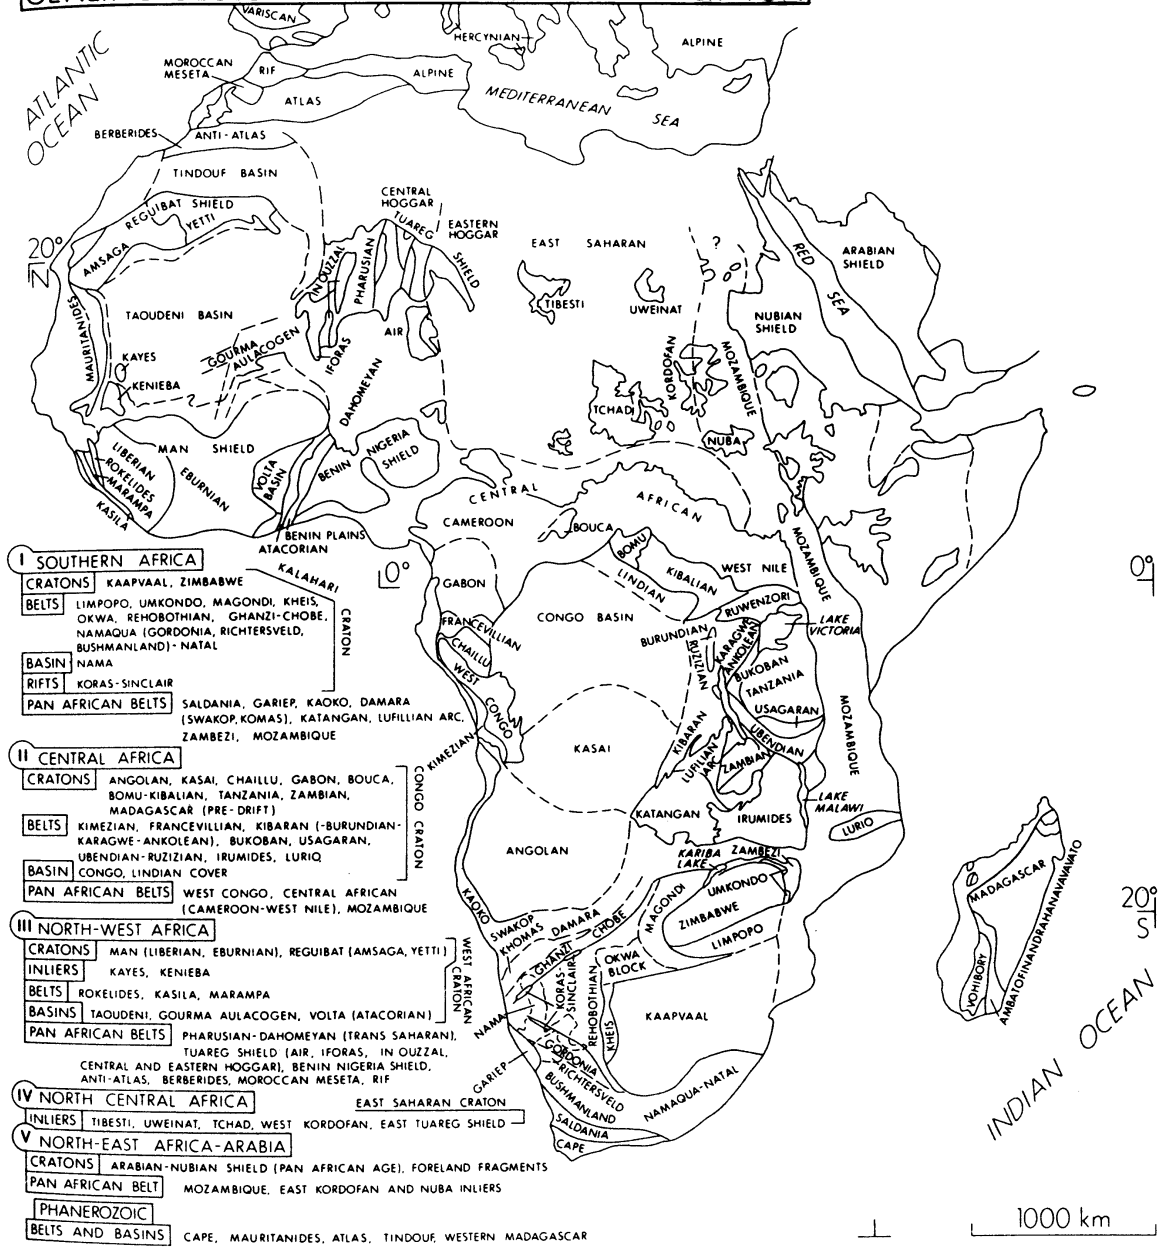 VARISCAN
HERCYNIAN
ALPINE
MOROCCAN
MESETA
RIF
ALPINE
ATLAS
MEDITERRANEAN
SEA
ATLANTIC
OCEAN
BERBERIDES
ANTI-ATLAS
TINDOUF BASIN
REGUIBAT SHIELD
YETTI
AMSAGA
20°
N
CENTRAL
HOGGAR
TUAREG
EASTERN
HOGGAR
SHIELD
IN OUZZAL
PHARUSIAN
EAST SAHARAN
?
RED
SEA
ARABIAN
SHIELD
TIBESTI
UWEINAT
NUBIAN
SHIELD
MAURITANIDES
TAOUDENI BASIN
GOURMA
AULACOGEN
AIR
IFORAS
DAHOMEYAN
KAYES
KENIEBA
?
KORDOFAN
MOZAMBIQUE
TCHAD
NUBA
MAN SHIELD
LIBERIAN
ROKELIDES
MARAMPA
KASILA
EBURNIAN
VOLTA
BASIN
BENIN NIGERIA
SHIELD
CENTRAL
AFRICAN
CAMEROON
BOUCA
BENIN PLAINS
ATACORIAN
BOMU
LINDIAN
KIBALIAN
WEST NILE
MOZAMBIQUE
0°
0°
GABON
CONGO BASIN
RUWENZORI
LAKE
VICTORIA
FRANCEVILLIAN
CHAILLU
BURUNDIAN
RUZIZIAN
KARAGWE
ANKOLEAN
BUKOBAN
TANZANIA
USAGARAN
WEST
CONGO
KIMEZIAN
KASAI
KIBARAN
LUFILIAN
ARC
ZAMBIAN
UBENDIAN
MOZAMBIQUE
LAKE
MALAWI
KATANGAN
IRUMIDES
LURIO
ANGOLAN
KARIBA
LAKE
ZAMBEZI
KAOKO
SWAKOP
KHOMAS
DAMARA
GHANZI
CHOBE
MAGONDI
UMKONDO
ZIMBABWE
LIMPOPO
OKWA
BLOCK
MADAGASCAR
VOHIBORY
AMBATOFINANDRAHANAVAVAVATO
20°
S
KORAS-
SINCLAIR
REHOBOTHIAN
KHEIS
KAAPVAAL
NAMA
GORDONIA
GARIEP
RICHTERSVELD
BUSHMANLAND
NAMAQUA-NATAL
SALDANIA
CAPE
INDIAN OCEAN
1000 km
I SOUTHERN AFRICA
KALAHARI
CRATON
CRATONS KAAPVAAL, ZIMBABWE
BELTS LIMPOPO, UMKONDO, MAGONDI, KHEIS,
OKWA, REHOBOTHIAN, GHANZI-CHOBE,
NAMAQUA (GORDONIA, RICHTERSVELD,
BUSHMANLAND)-NATAL
BASIN NAMA
RIFTS KORAS-SINCLAIR
PAN AFRICAN BELTS SALDANIA, GARIEP, KAOKO, DAMARA
(SWAKOP, KOMAS), KATANGAN, LUFILLIAN ARC,
ZAMBEZI, MOZAMBIQUE
II CENTRAL AFRICA
CONGO CRATON
CRATONS ANGOLAN, KASAI, CHAILLU, GABON, BOUCA,
BOMU-KIBALIAN, TANZANIA, ZAMBIAN,
MADAGASCAR (PRE-DRIFT)
BELTS KIMEZIAN, FRANCEVILLIAN, KIBARAN (-BURUNDIAN-
KARAGWE-ANKOLEAN), BUKOBAN, USAGARAN,
UBENDIAN-RUZIZIAN, IRUMIDES, LURIO
BASIN CONGO, LINDIAN COVER
PAN AFRICAN BELTS WEST CONGO, CENTRAL AFRICAN
(CAMEROON-WEST NILE), MOZAMBIQUE
III NORTH-WEST AFRICA
WEST AFRICAN
CRATON
CRATONS MAN (LIBERIAN, EBURNIAN), REGUIBAT (AMSAGA, YETTI)
INLIERS KAYES, KENIEBA
BELTS ROKELIDES, KASILA, MARAMPA
BASINS TAOUDENI, GOURMA AULACOGEN, VOLTA (ATACORIAN)
PAN AFRICAN BELTS PHARUSIAN-DAHOMEYAN (TRANS SAHARAN),
TUAREG SHIELD (AIR, IFORAS, IN OUZZAL,
CENTRAL AND EASTERN HOGGAR), BENIN NIGERIA SHIELD,
ANTI-ATLAS, BERBERIDES, MOROCCAN MESETA, RIF
IV NORTH CENTRAL AFRICA
EAST SAHARAN CRATON
INLIERS TIBESTI, UWEINAT, TCHAD, WEST KORDOFAN, EAST TUAREG SHIELD
V NORTH-EAST AFRICA-ARABIA
CRATONS ARABIAN-NUBIAN SHIELD (PAN AFRICAN AGE), FORELAND FRAGMENTS
PAN AFRICAN BELT MOZAMBIQUE, EAST KORDOFAN AND NUBA INLIERS
PHANEROZOIC
BELTS AND BASINS CAPE, MAURITANIDES, ATLAS, TINDOUF, WESTERN MADAGASCAR